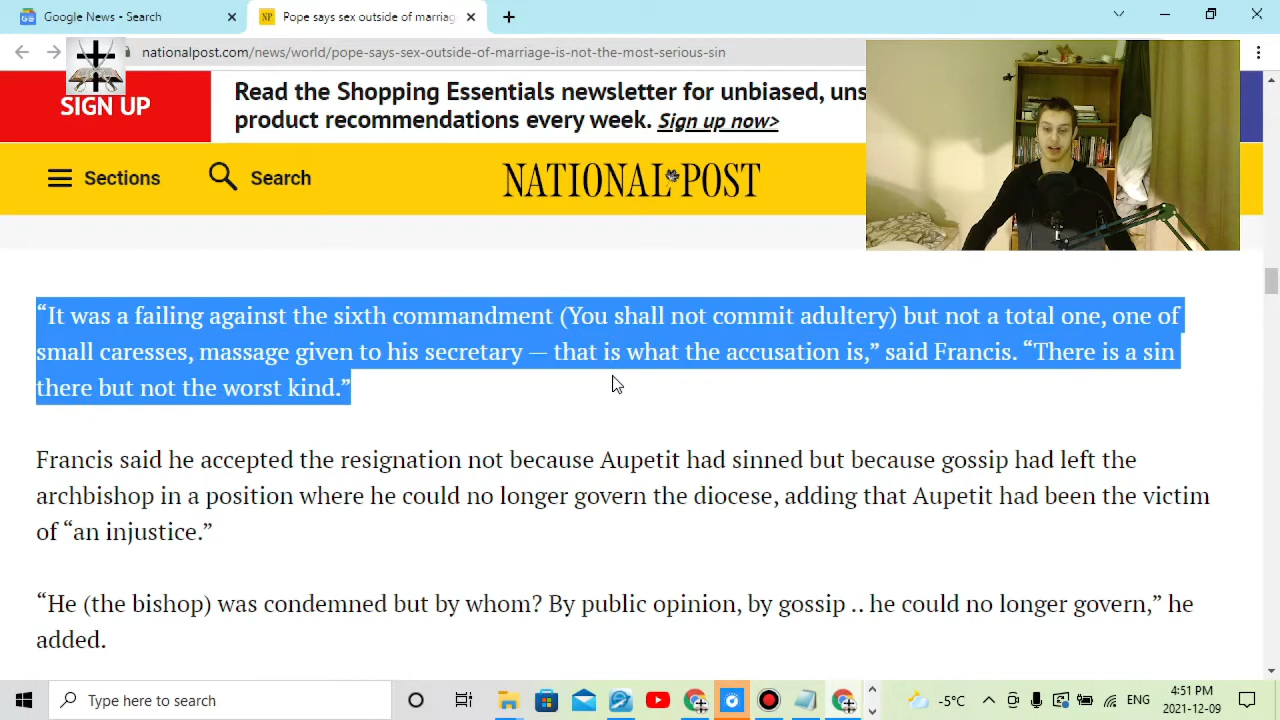 Google News - Search
Pope says sex outside of marriag
nationalpost.com/news/world/pope-says-sex-outside-of-marriage-is-not-the-most-serious-sin
SIGN UP
Read the Shopping Essentials newsletter for unbiased, uns
product recommendations every week. Sign up now>
Sections
Search
NATIONAL POST
“It was a failing against the sixth commandment (You shall not commit adultery) but not a total one, one of
small caresses, massage given to his secretary — that is what the accusation is,” said Francis. “There is a sin
there but not the worst kind.”
Francis said he accepted the resignation not because Aupetit had sinned but because gossip had left the
archbishop in a position where he could no longer govern the diocese, adding that Aupetit had been the victim
of “an injustice.”
“He (the bishop) was condemned but by whom? By public opinion, by gossip .. he could no longer govern,” he
added.
Type here to search
-5°C
ENG
4:51 PM
2021-12-09